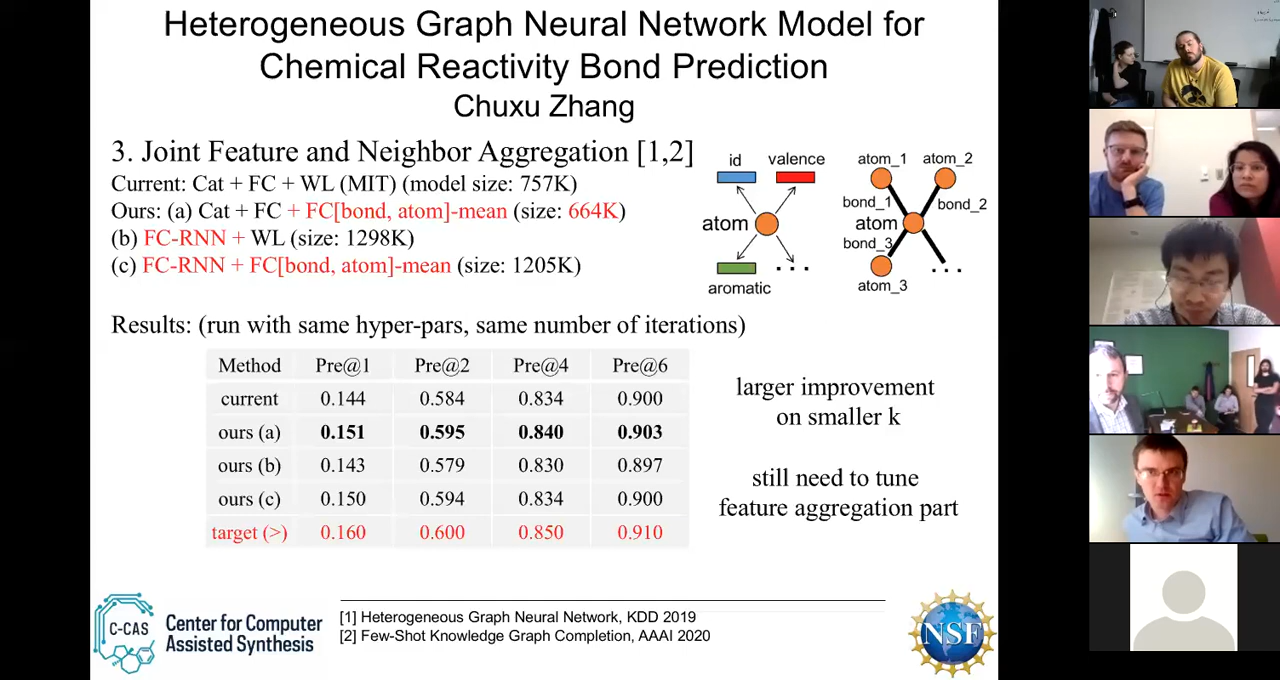 Heterogeneous Graph Neural Network Model for
Chemical Reactivity Bond Prediction
Chuxu Zhang
3. Joint Feature and Neighbor Aggregation [1,2]
Current: Cat + FC + WL (MIT) (model size: 757K)
Ours: (a) Cat + FC + FC[bond, atom]-mean (size: 664K)
(b) FC-RNN + WL (size: 1298K)
(c) FC-RNN + FC[bond, atom]-mean (size: 1205K)
id valence
atom
aromatic
...
atom_1 atom_2
bond_1 bond_2
atom
bond_3
atom_3
...
Results: (run with same hyper-pars, same number of iterations)
Method Pre@1 Pre@2 Pre@4 Pre@6
current 0.144 0.584 0.834 0.900
ours (a) 0.151 0.595 0.840 0.903
ours (b) 0.143 0.579 0.830 0.897
ours (c) 0.150 0.594 0.834 0.900
target (>) 0.160 0.600 0.850 0.910
larger improvement
on smaller k
still need to tune
feature aggregation part
C-CAS
Center for Computer
Assisted Synthesis
[1] Heterogeneous Graph Neural Network, KDD 2019
[2] Few-Shot Knowledge Graph Completion, AAAI 2020
NSF